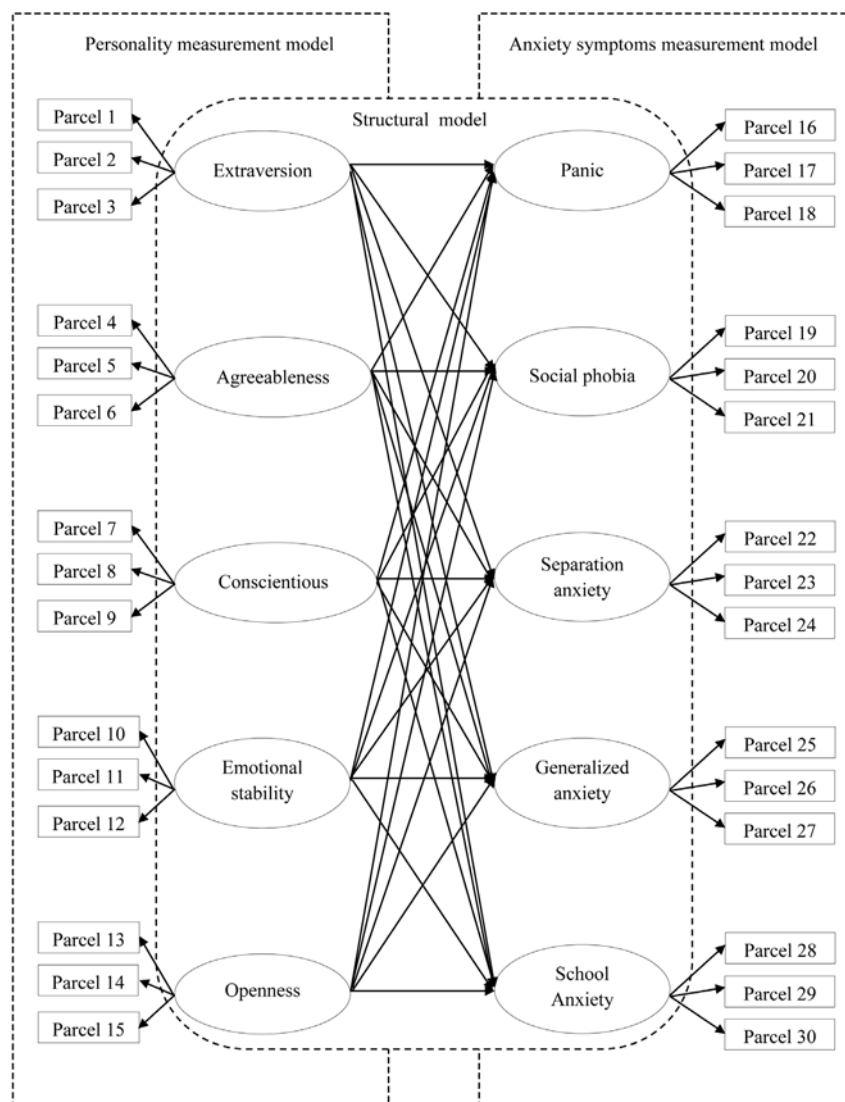 Personality measurement model
Anxiety symptoms measurement model
Structural model
Parcel 1
Parcel 2
Parcel 3
Extraversion
Panic
Parcel 16
Parcel 17
Parcel 18
Parcel 4
Parcel 5
Parcel 6
Agreeableness
Social phobia
Parcel 19
Parcel 20
Parcel 21
Parcel 7
Parcel 8
Parcel 9
Conscientious
Separation
anxiety
Parcel 22
Parcel 23
Parcel 24
Parcel 10
Parcel 11
Parcel 12
Emotional
stability
Generalized
anxiety
Parcel 25
Parcel 26
Parcel 27
Parcel 13
Parcel 14
Parcel 15
Openness
School
Anxiety
Parcel 28
Parcel 29
Parcel 30